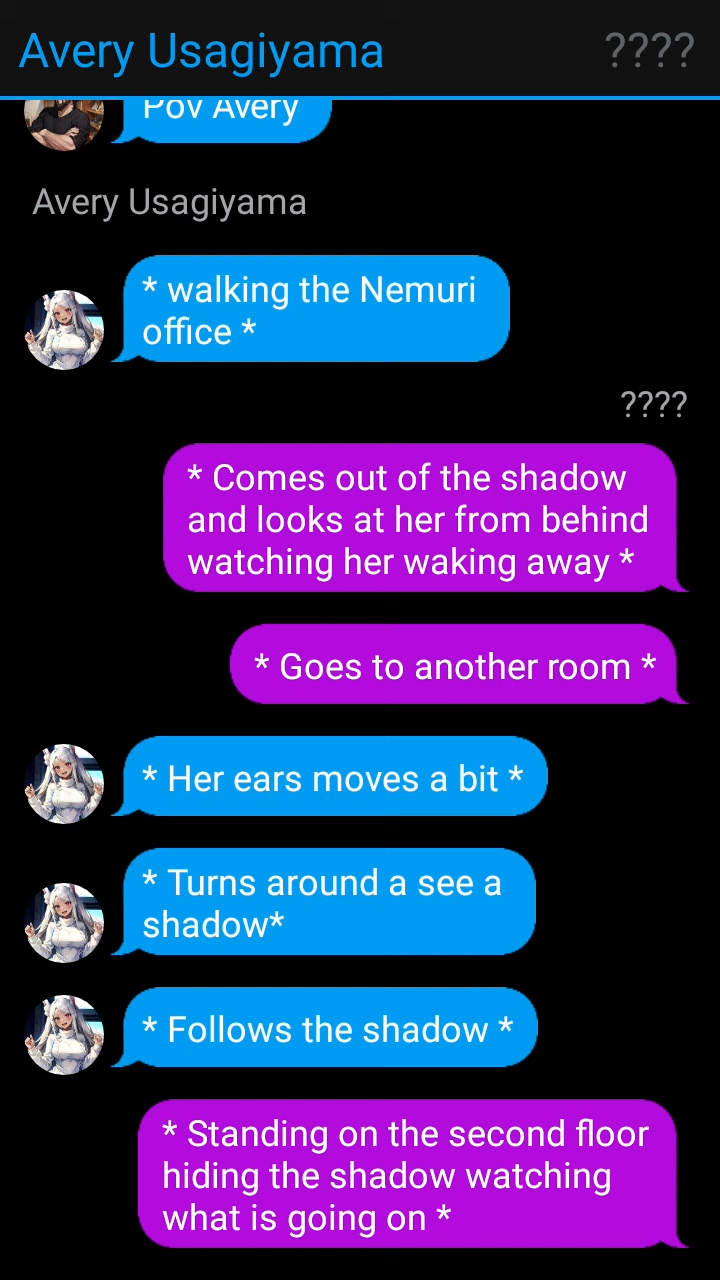 Avery Usagiyama
????
Pov Avery
Avery Usagiyama
* walking the Nemuri
office *
????
* Comes out of the shadow
and looks at her from behind
watching her waking away *
* Goes to another room *
* Her ears moves a bit *
* Turns around a see a
shadow*
* Follows the shadow *
* Standing on the second floor
hiding the shadow watching
what is going on *